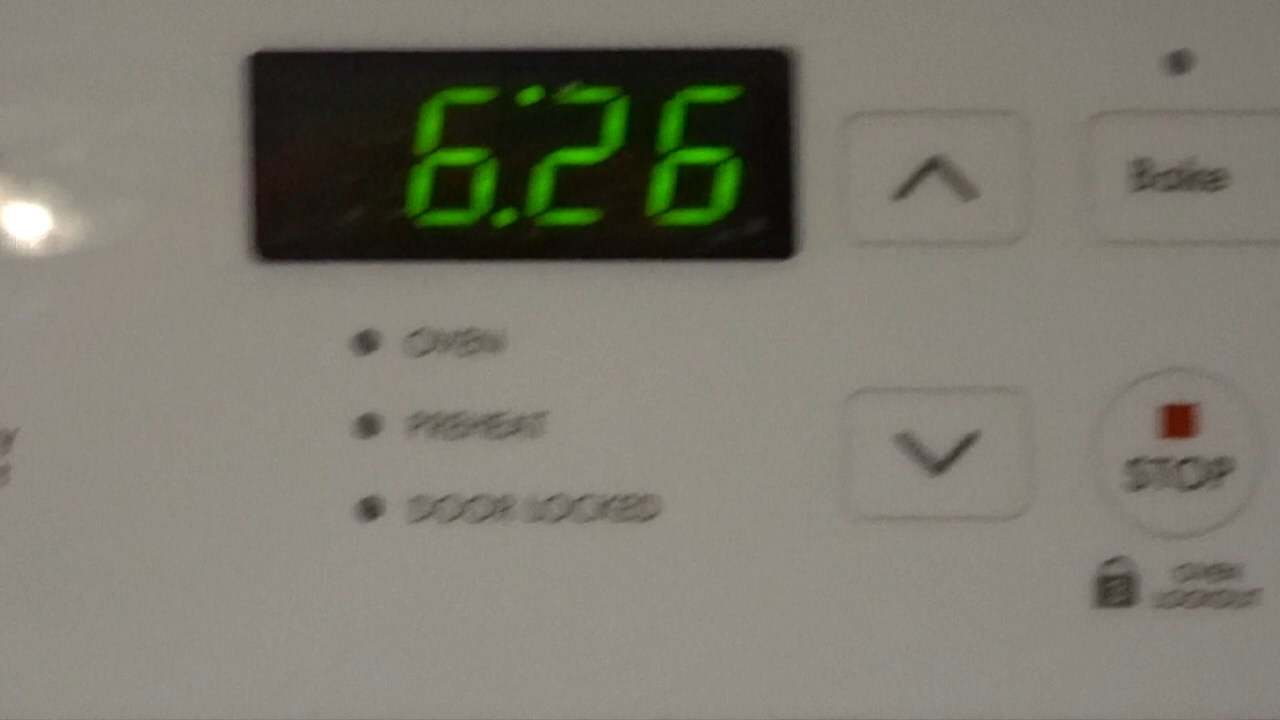 6:26
Bake
OVEN
PREHEAT
DOOR LOCKED
STOP
OVEN
LOCKOUT